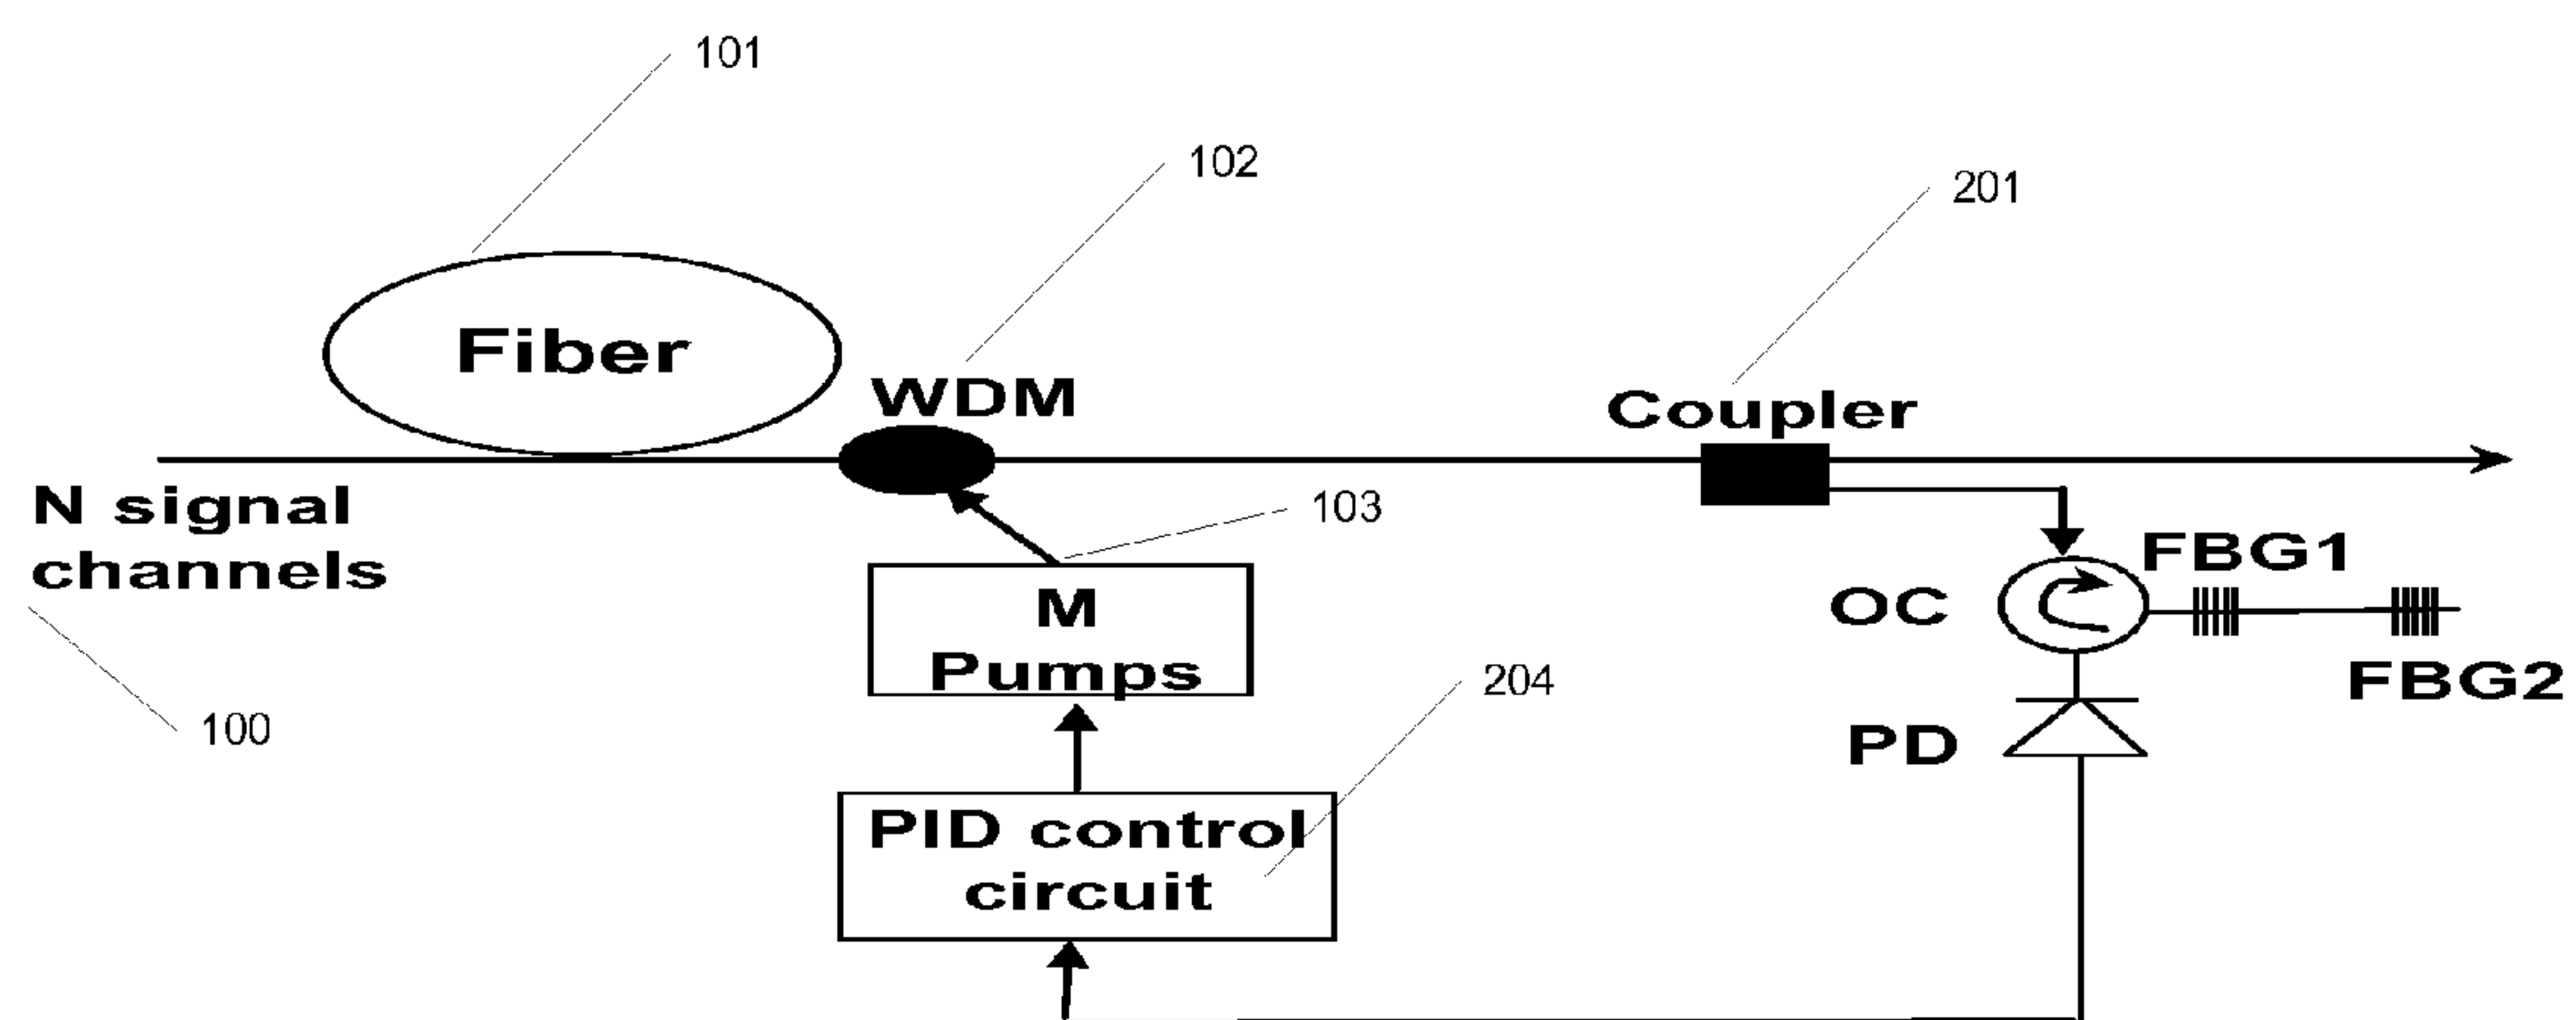 101
102
201
Fiber
WDM
Coupler
N signal
channels
103
FBG1
OC
M
Pumps
204
FBG2
100
PD
PID control
circuit